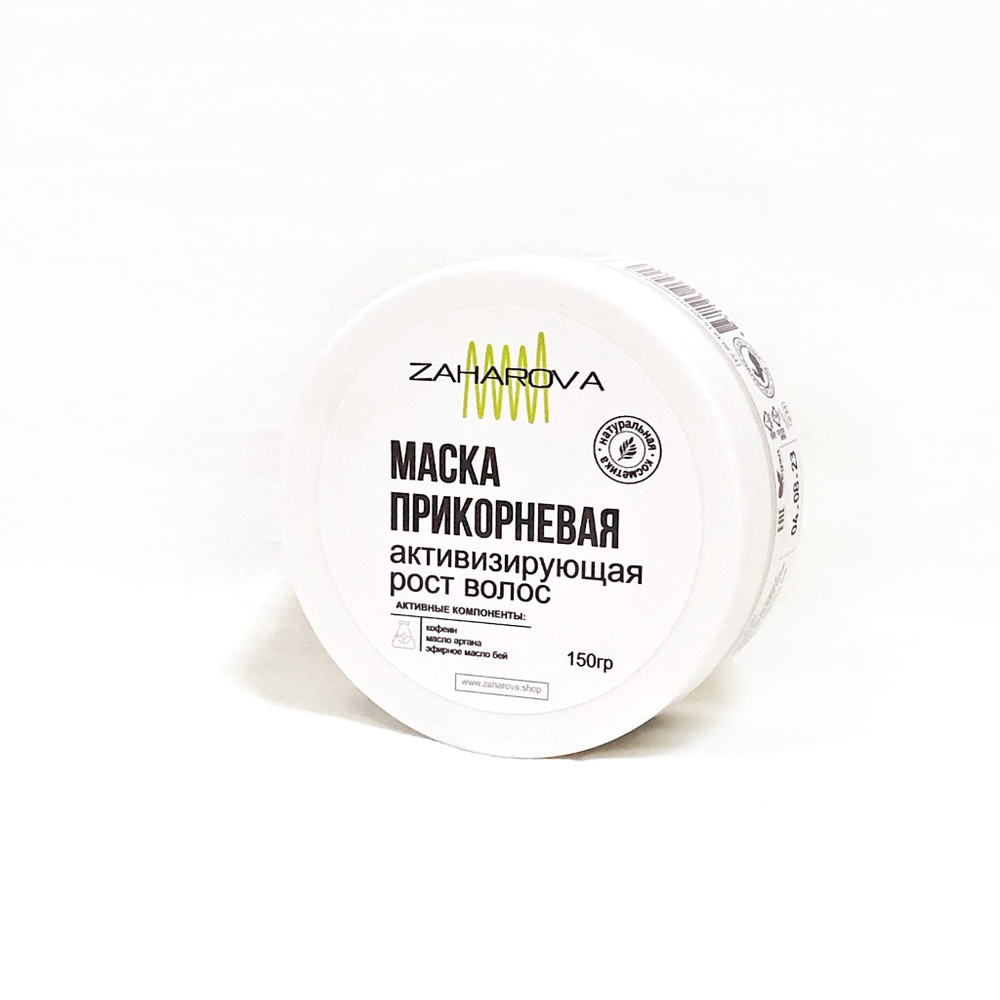 ZAHAROVA
натуральная
косметика
МАСКА
ПРИКОРНЕВАЯ
активизирующая
рост волос
АКТИВНЫЕ КОМПОНЕНТЫ:
кофеин
масло аргана
эфирное масло бей
150гр
www.zaharova.shop
04.08.23
EAC